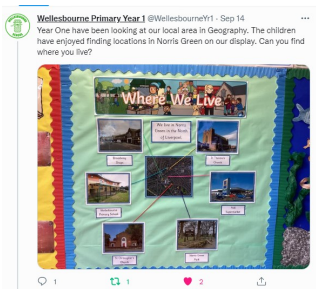 Wellesbourne Primary Year 1 @WellesbourneYr1 · Sep 14
Year One have been looking at our local area in Geography. The children
have enjoyed finding locations in Norris Green on our display. Can you find
where you live?
Where We Live
We live in Norris
Green in the North
of Liverpool
1
1
2